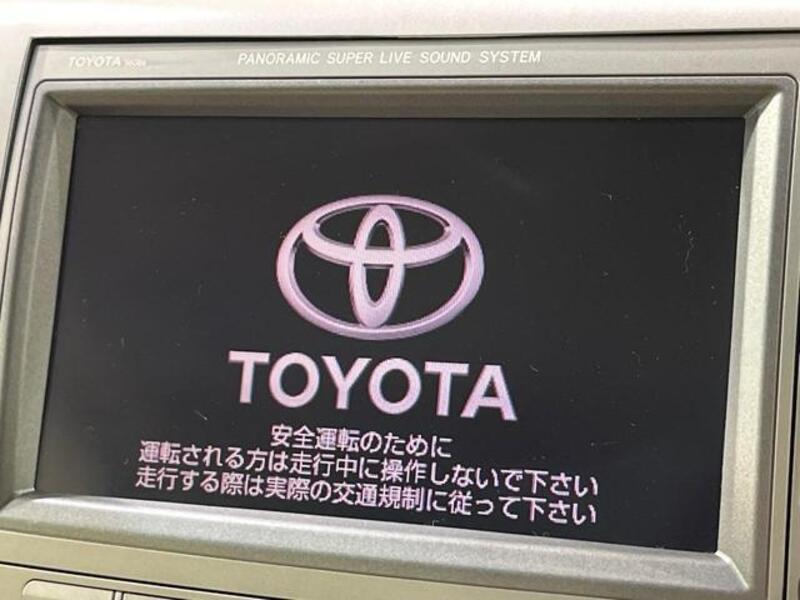 TOYOTA
PANORAMIC SUPER LIVE SOUND SYSTEM
TOYOTA
安全運転のために
運転される方は走行中に操作しないで下さい
走行する際は実際の交通規制に従って下さい